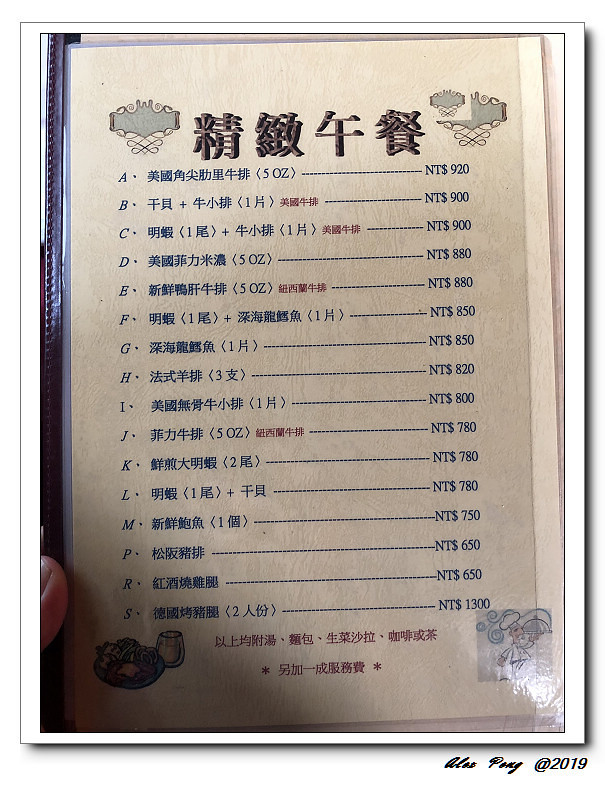 精緻午餐
A、美國角尖肋里牛排〈5 OZ〉------------------------------ NT$ 920
B、干貝 + 牛小排〈1 片〉美國牛排 ------------------------ NT$ 900
C、明蝦〈1 尾〉+ 牛小排〈1 片〉美國牛排 -------------- NT$ 900
D、美國菲力米濃〈5 OZ〉------------------------------------ NT$ 880
E、新鮮鴨肝牛排〈5 OZ〉紐西蘭牛排 ----------------------- NT$ 880
F、明蝦〈1 尾〉+ 深海龍鱈魚〈1 片〉------------------- NT$ 850
G、深海龍鱈魚〈1 片〉---------------------------------------- NT$ 850
H、法式羊排〈3 支〉------------------------------------------- NT$ 820
I、美國無骨牛小排〈1 片〉---------------------------------- NT$ 800
J、菲力牛排〈5 OZ〉紐西蘭牛排 ------------------------------ NT$ 780
K、鮮煎大明蝦〈2 尾〉----------------------------------------- NT$ 780
L、明蝦〈1 尾〉+ 干貝 --------------------------------------- NT$ 780
M、新鮮鮑魚〈1 個〉---------------------------------------------NT$ 750
P、松阪豬排 --------------------------------------------------------NT$ 650
R、紅酒燒雞腿 -----------------------------------------------------NT$ 650
S、德國烤豬腿〈2 人份〉-------------------------------------- NT$ 1300
以上均附湯、麵包、生菜沙拉、咖啡或茶
* 另加一成服務費 *
Alex Peng @2019